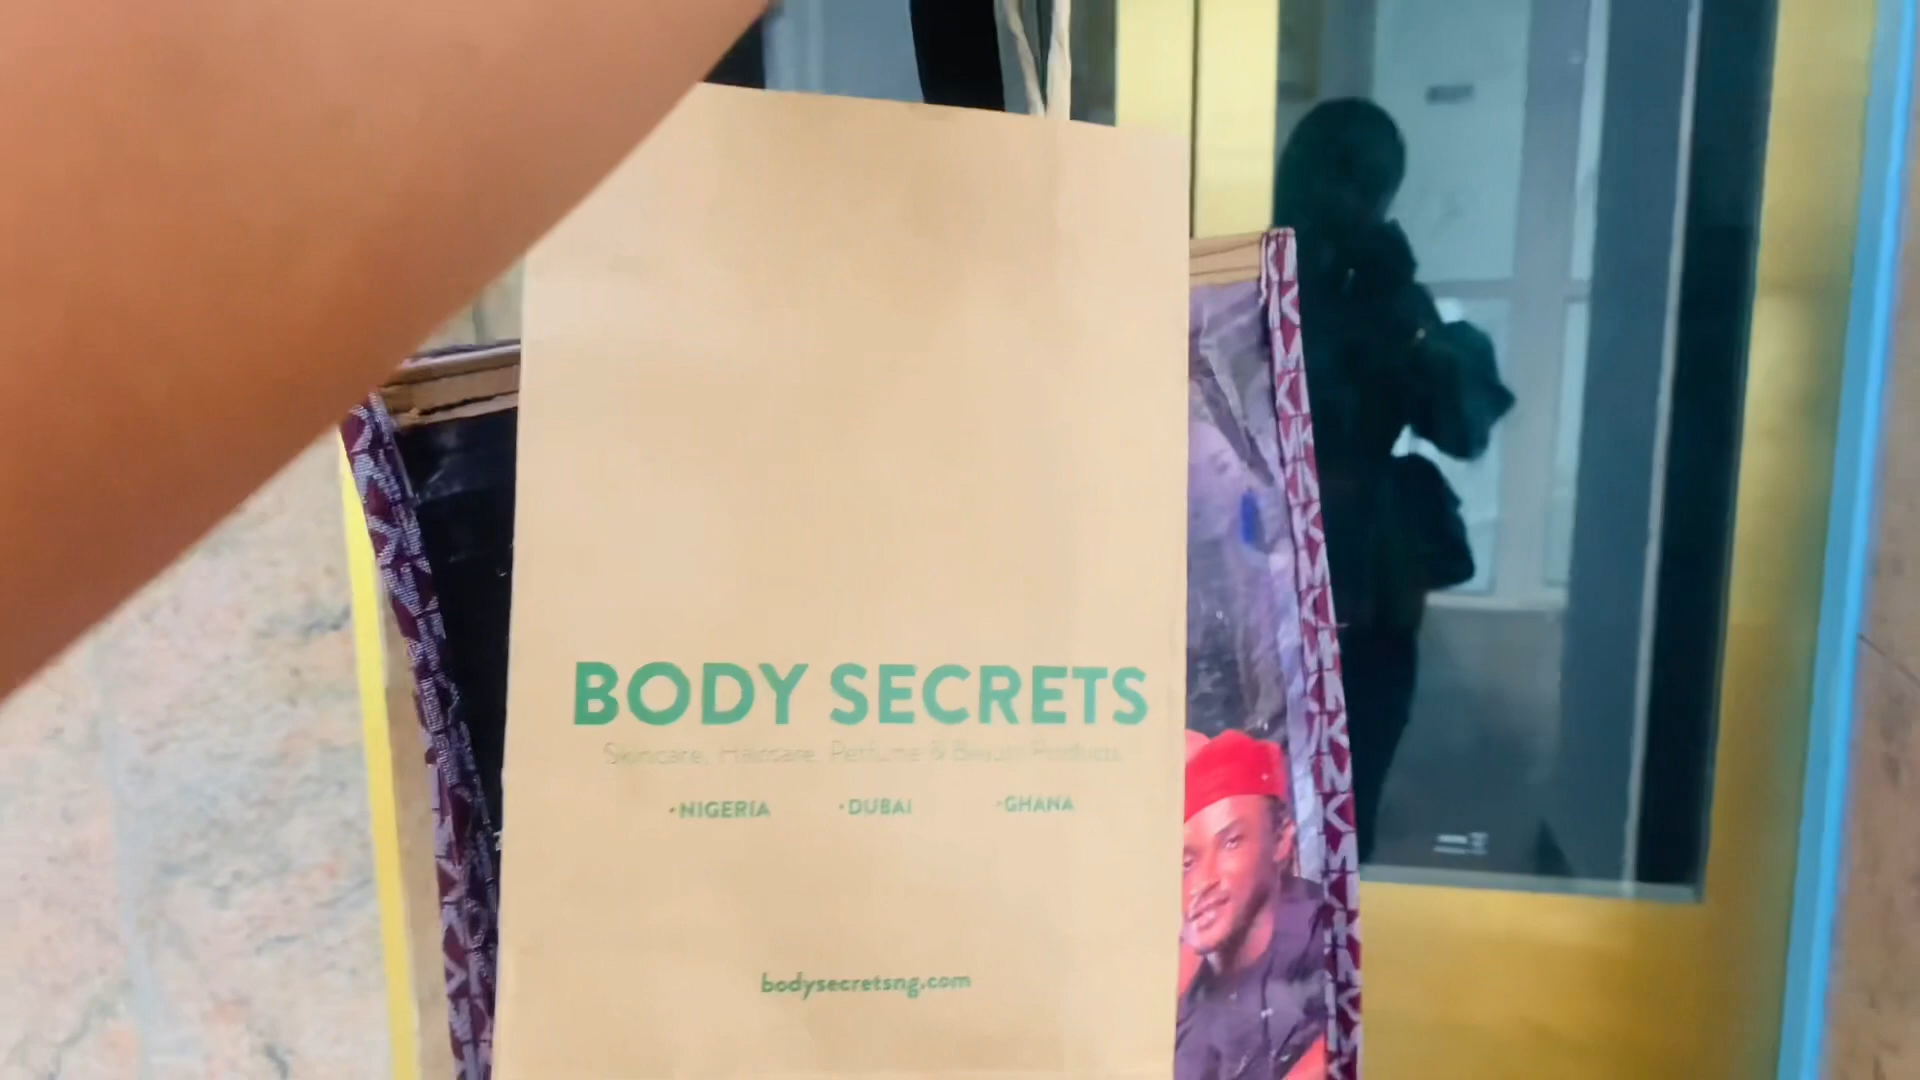 BODY SECRETS
Skincare, Haircare, Perfume & Beauty Products
•NIGERIA •DUBAI •GHANA
bodysecretsng.com